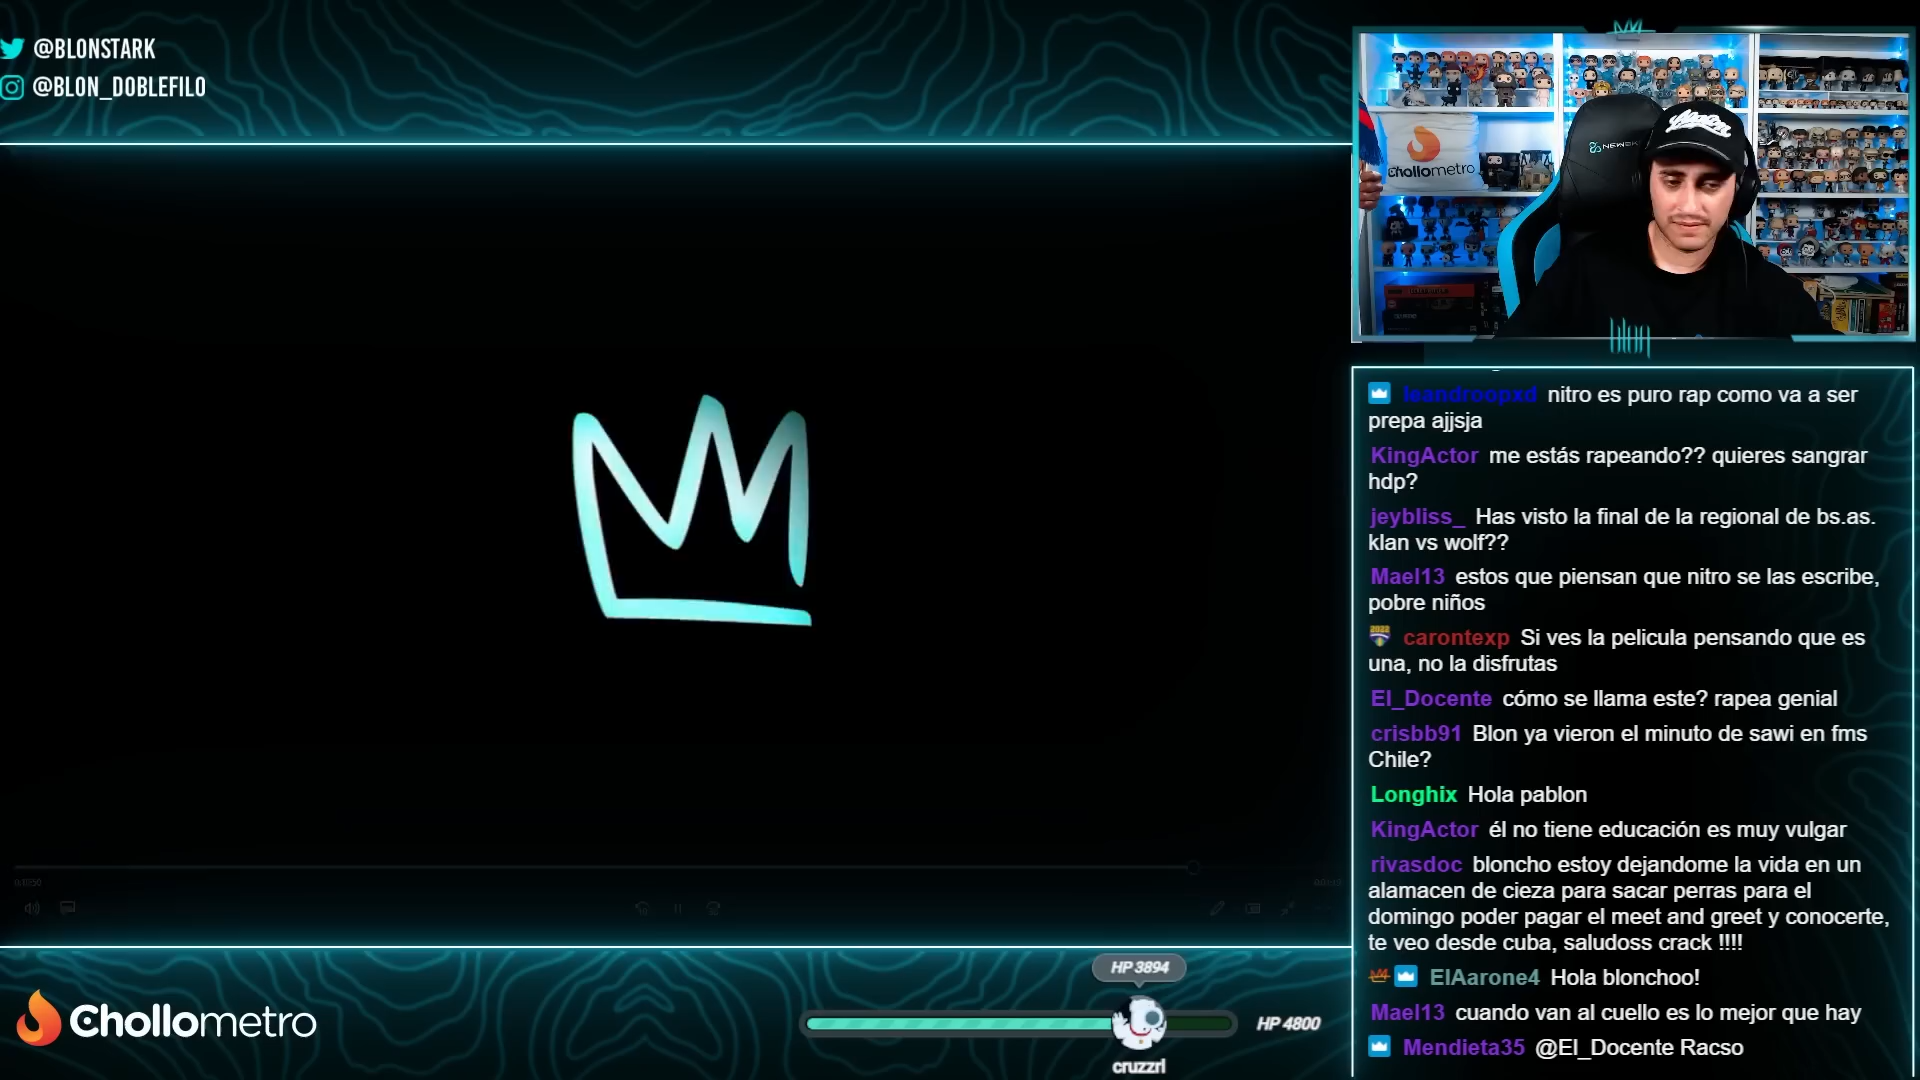 @BLONSTARK
@BLON_DOBLEFILO
Chollometro
leandroopxd nitro es puro rap como va a ser
prepa ajjsja
KingActor me estás rapeando?? quieres sangrar
hdp?
jeybliss_ Has visto la final de la regional de bs.as.
klan vs wolf??
Mael13 estos que piensan que nitro se las escribe,
pobre niños
carontexp Si ves la pelicula pensando que es
una, no la disfrutas
El_Docente cómo se llama este? rapea genial
crisbb91 Blon ya vieron el minuto de sawi en fms
Chile?
Longhix Hola pablon
KingActor él no tiene educación es muy vulgar
rivasdoc bloncho estoy dejandome la vida en un
alamacen de cieza para sacar perras para el
domingo poder pagar el meet and greet y conocerte,
te veo desde cuba, saludoss crack !!!!
ElAarone4 Hola blonchoo!
Mael13 cuando van al cuello es lo mejor que hay
Mendieta35 @El_Docente Racso
HP 3894
Chollometro
HP 4800
cruzzrl